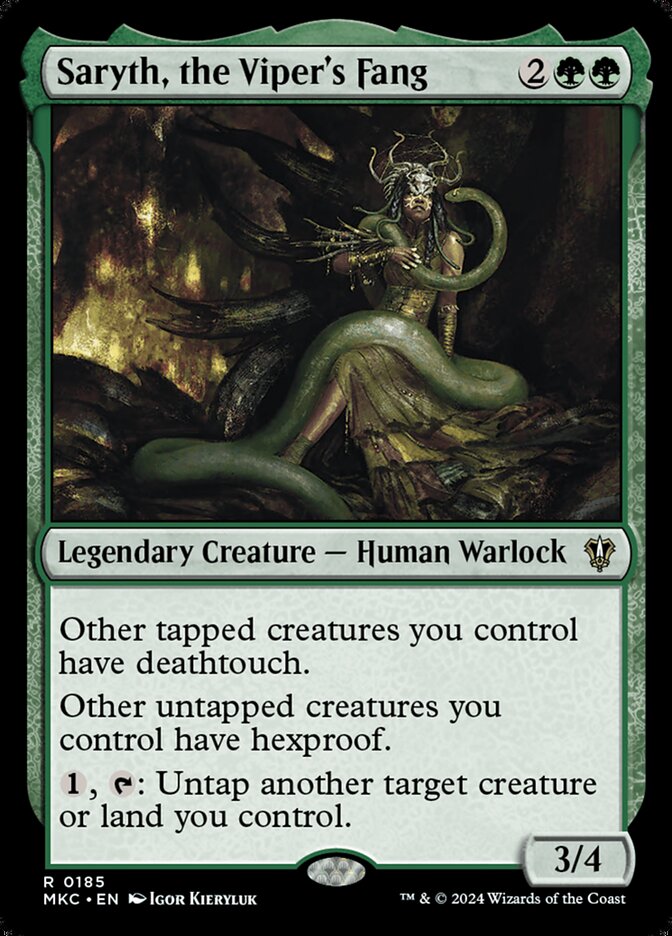 Saryth, the Viper's Fang 2
Legendary Creature — Human Warlock
Other tapped creatures you control
have deathtouch.
Other untapped creatures you
control have hexproof.
1, : Untap another target creature
or land you control.
3/4
R 0185
MKC • EN Igor Kieryluk
™ & © 2024 Wizards of the Coast